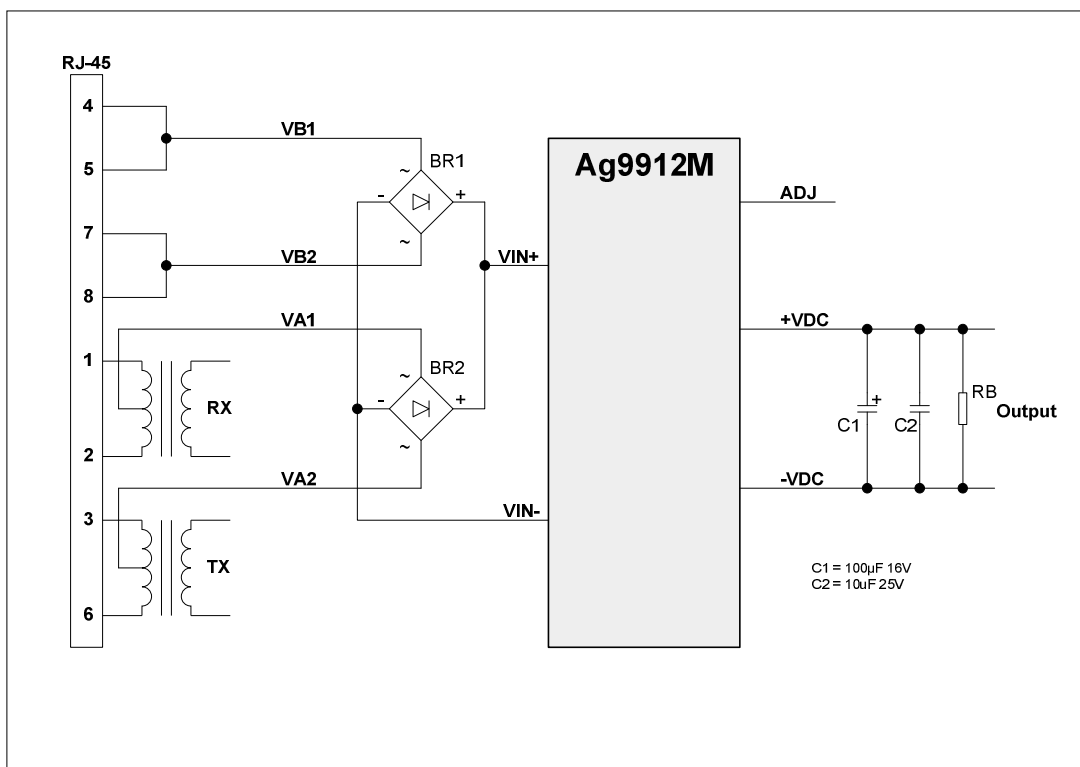 RJ-45
4
VB1
5
BR1
~
- +
~
7
VB2
8
VA1
1
BR2
~
- +
~
RX
2
VA2
3
VIN-
TX
6
VIN+
Ag9912M
ADJ
+VDC
+
C1
C2
RB
Output
-VDC
C1 = 100µF 16V
C2 = 10uF 25V